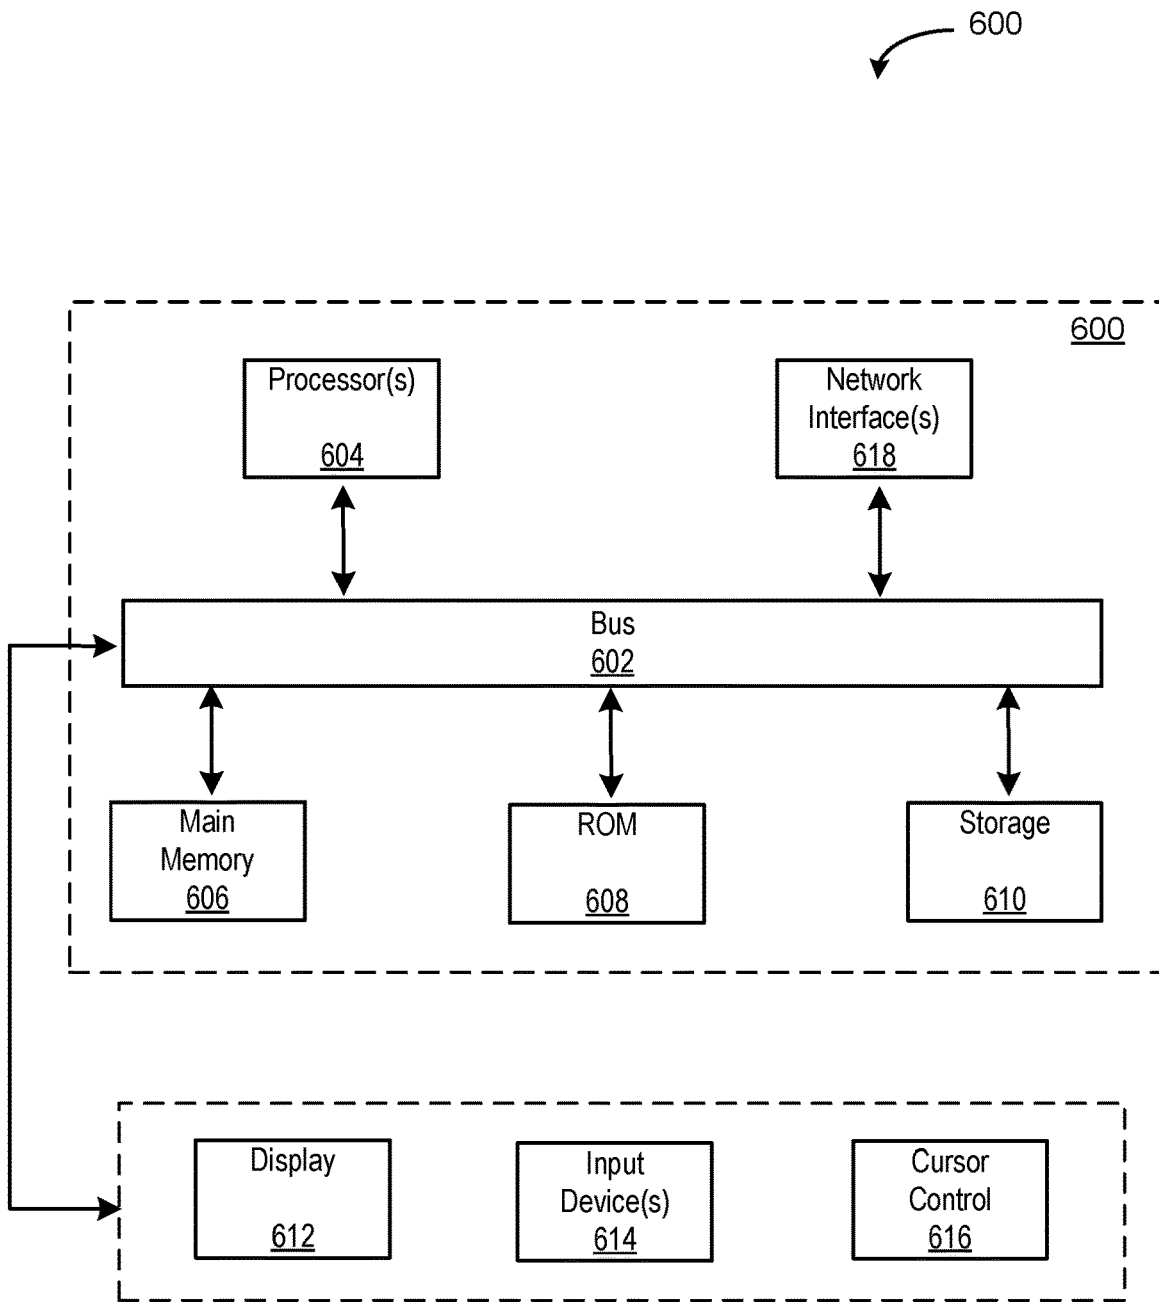 600
600
Processor(s)
604
Network
Interface(s)
618
Bus
602
Main
Memory
606
ROM
608
Storage
610
Display
612
Input
Device(s)
614
Cursor
Control
616